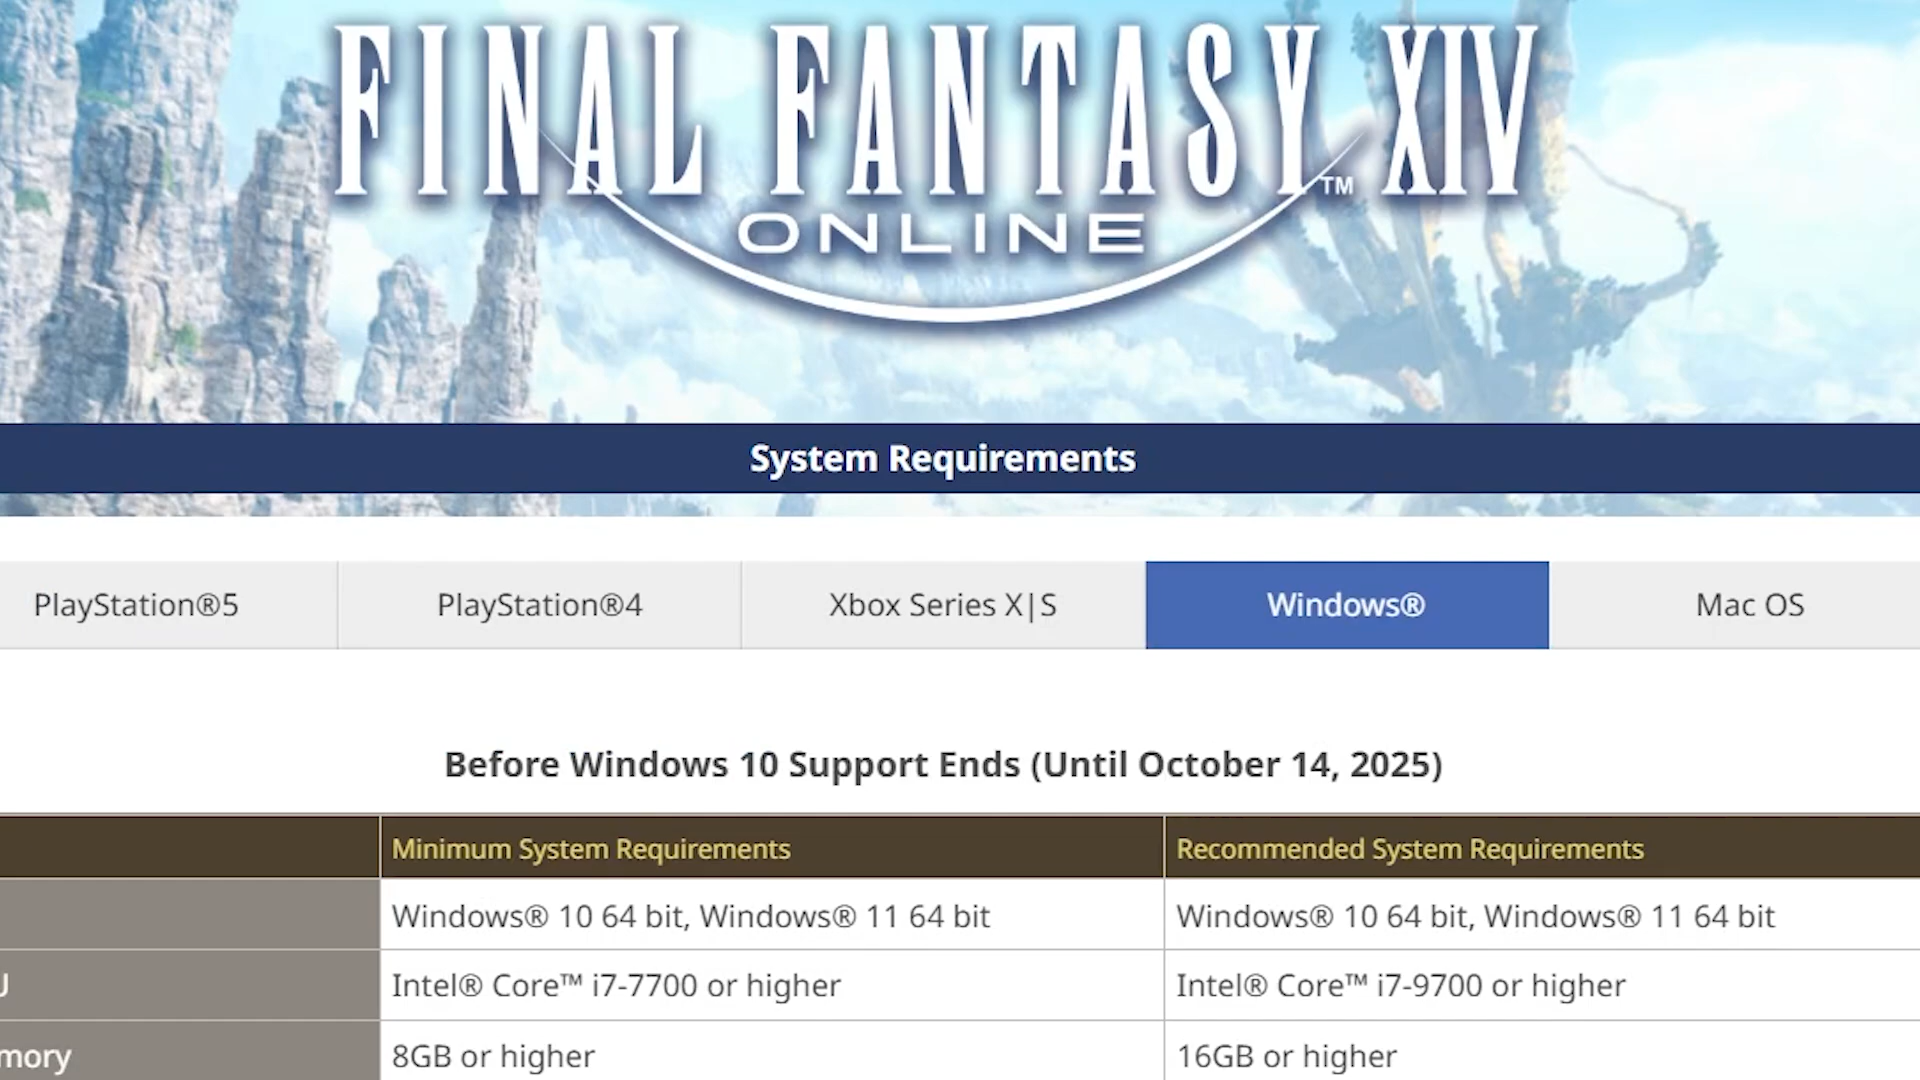 FINAL FANTASY XIV
TM
ONLINE
System Requirements
PlayStation®5 PlayStation®4 Xbox Series X|S Windows® Mac OS
Before Windows 10 Support Ends (Until October 14, 2025)
Minimum System Requirements Recommended System Requirements
Windows® 10 64 bit, Windows® 11 64 bit Windows® 10 64 bit, Windows® 11 64 bit
Intel® Core™ i7-7700 or higher Intel® Core™ i7-9700 or higher
mory 8GB or higher 16GB or higher